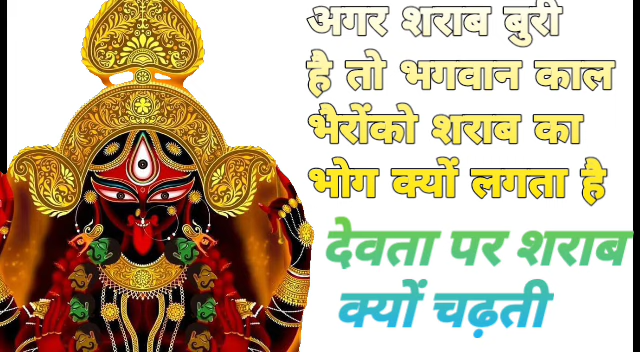 अगर शराब बुरी
है तो भगवान काल
भैरोंको शराब का
भोग क्यों लगता है
देवता पर शराब
क्यों चढ़ती